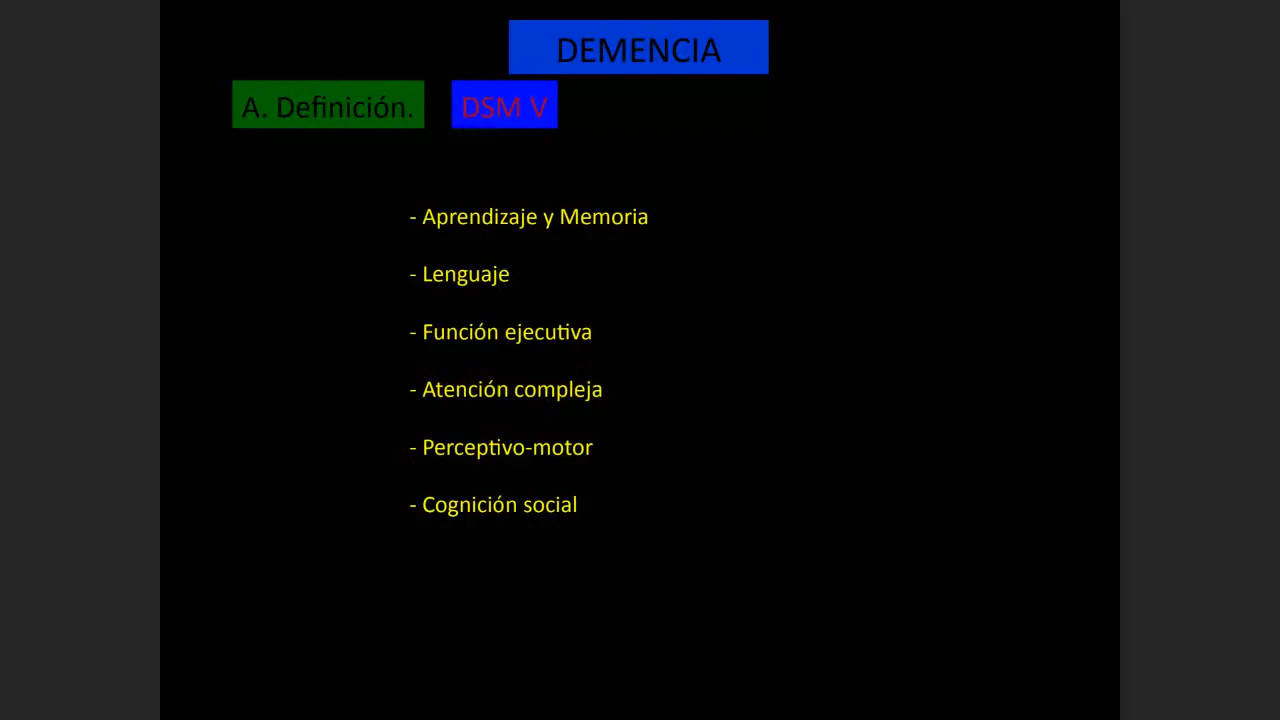 DEMENCIA
A. Definición. DSM V
- Aprendizaje y Memoria
- Lenguaje
- Función ejecutiva
- Atención compleja
- Perceptivo-motor
- Cognición social